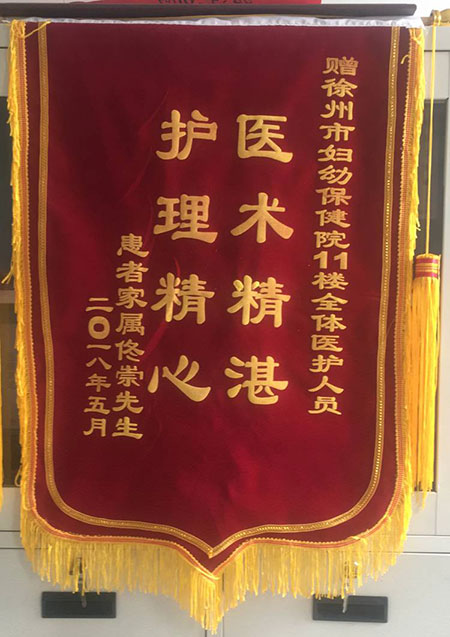 赠徐州市妇幼保健院11楼全体医护人员
医术精湛
护理精心
患者家属佟崇先生
二〇一八年五月